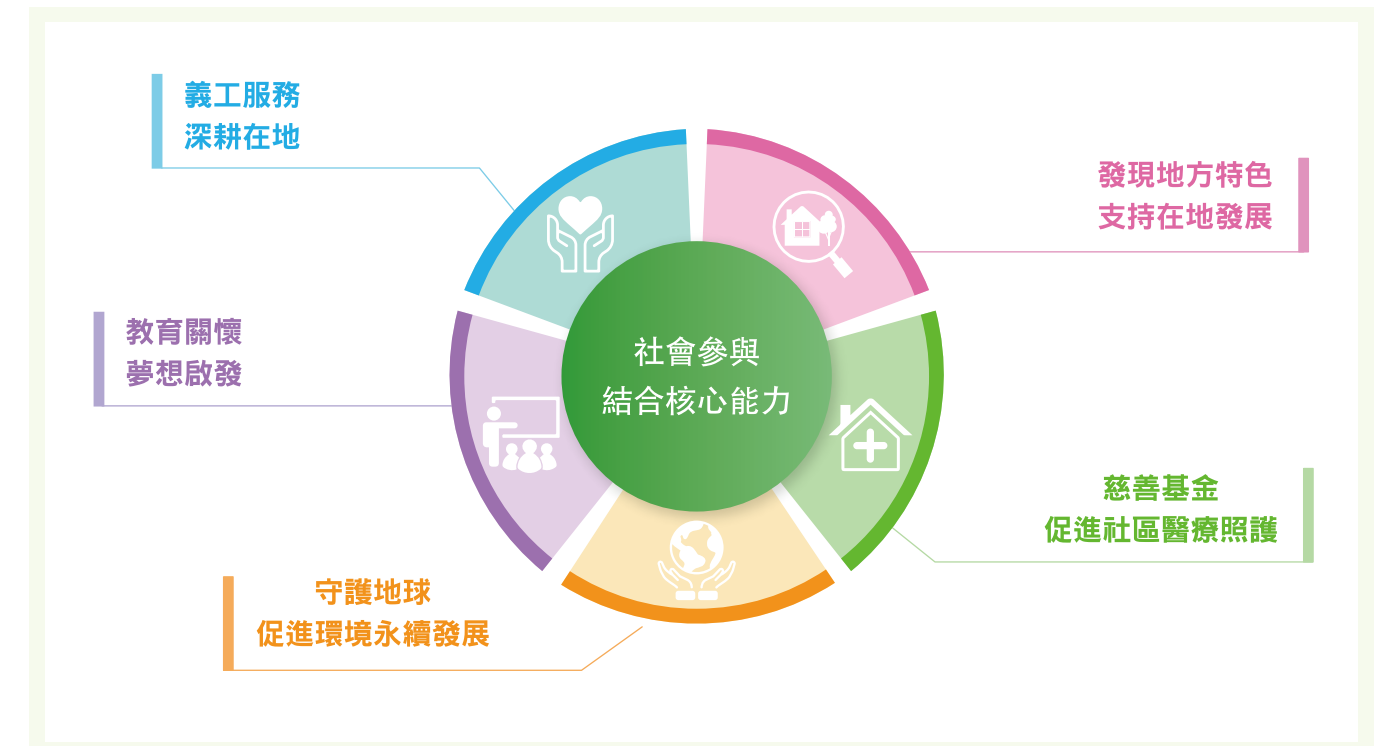 義工服務
深耕在地
發現地方特色
支持在地發展
教育關懷
夢想啟發
社會參與
結合核心能力
慈善基金
促進社區醫療照護
守護地球
促進環境永續發展